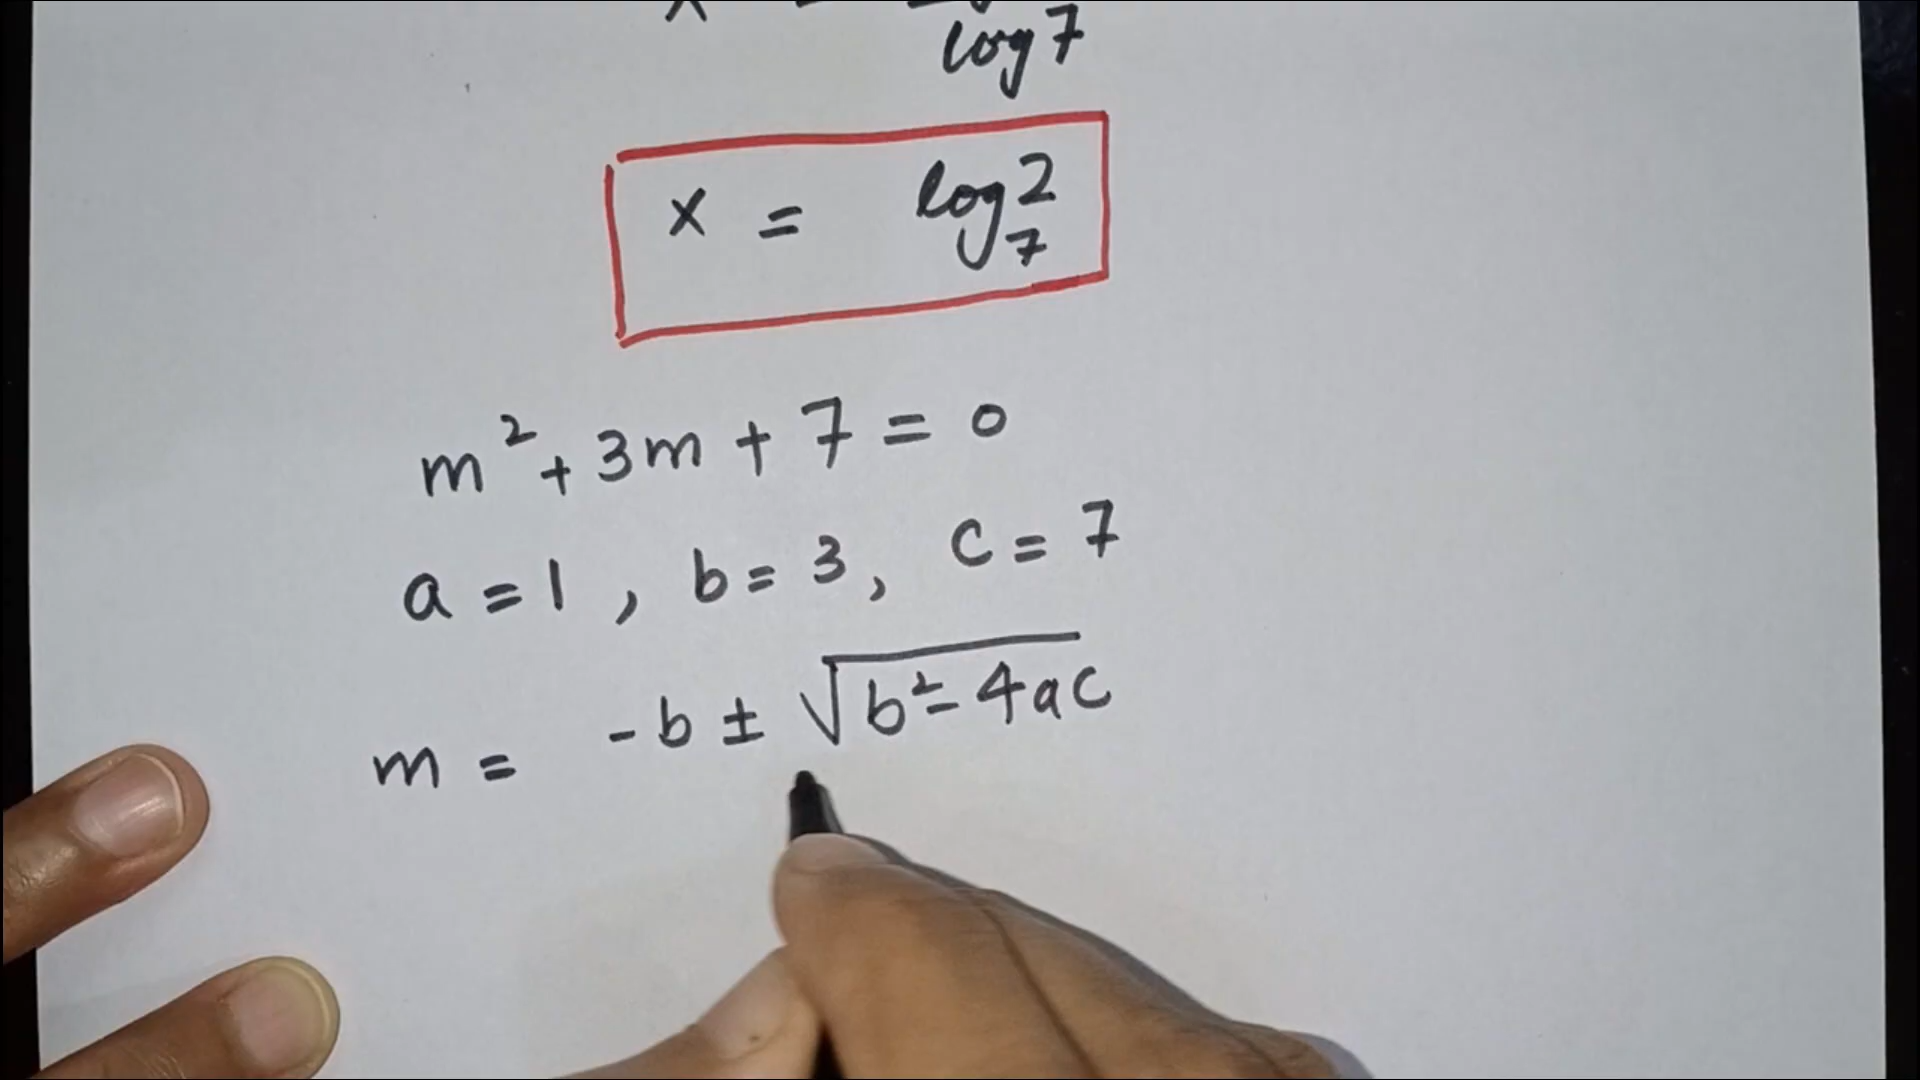 log 7
x = log₇2
m² + 3m + 7 = 0
a = 1, b = 3, c = 7
m = -b ± √b² - 4ac